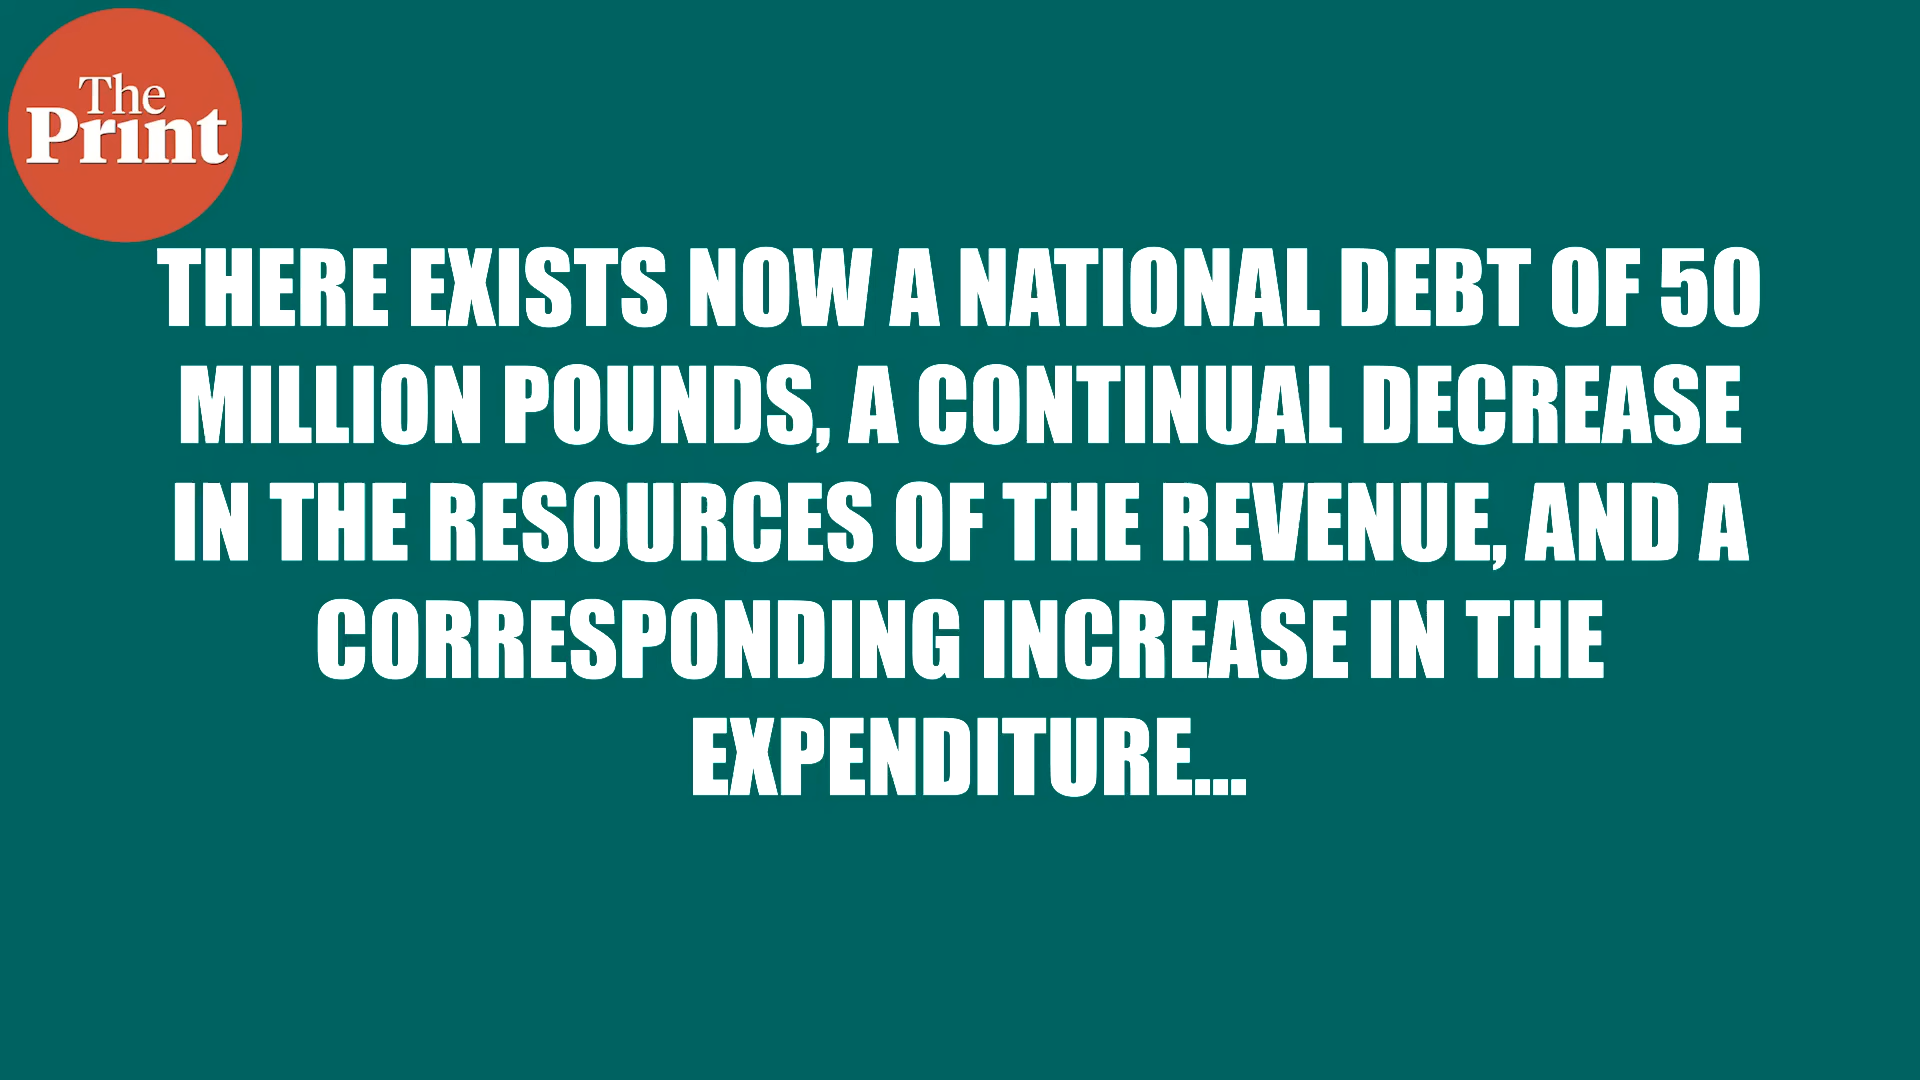 The
Print
THERE EXISTS NOW A NATIONAL DEBT OF 50
MILLION POUNDS, A CONTINUAL DECREASE
IN THE RESOURCES OF THE REVENUE, AND A
CORRESPONDING INCREASE IN THE
EXPENDITURE...